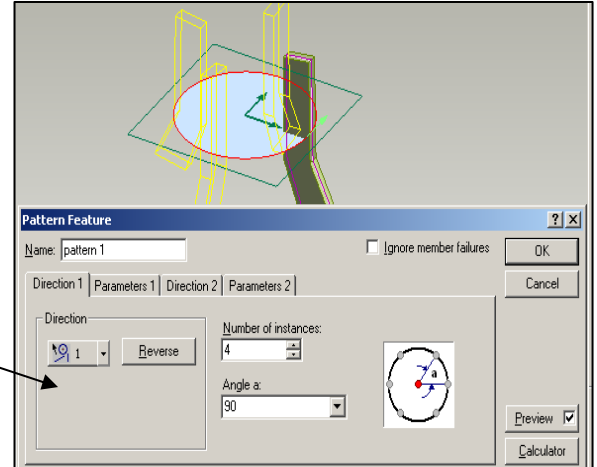 Pattern Feature
Name: pattern 1
Ignore member failures
OK
Cancel
Direction 1 Parameters 1 Direction 2 Parameters 2
Direction
1 Reverse
Number of instances:
4
Angle a:
90
a
Preview
Calculator